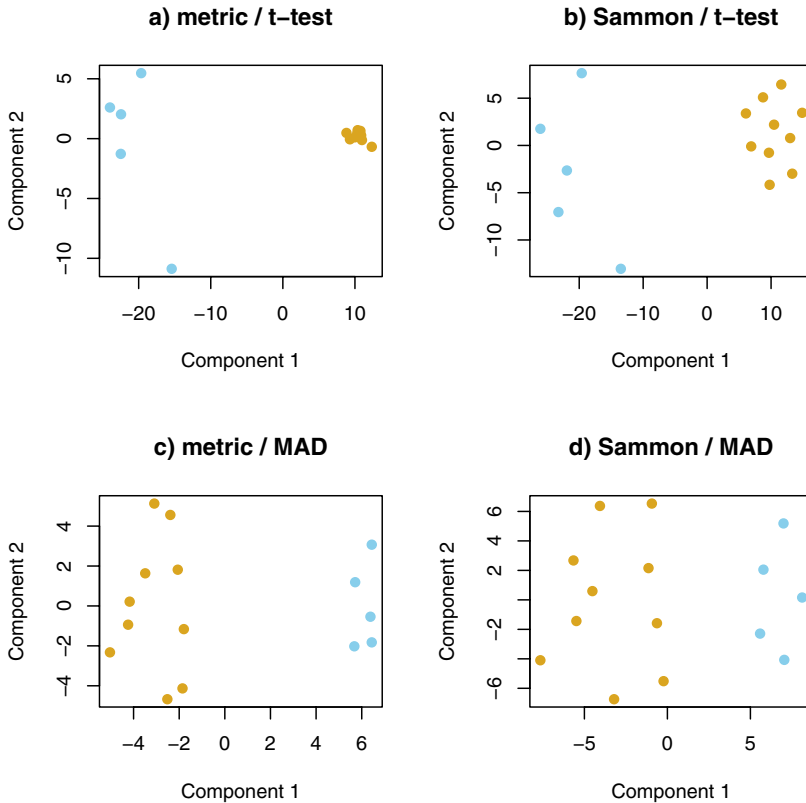 a) metric / t−test
Component 2
5
0
−5
−10
−20 −10 0 10
Component 1
b) Sammon / t−test
Component 2
5
0
−5
−10
−20 −10 0 10
Component 1
c) metric / MAD
Component 2
4
2
0
−2
−4
−4 −2 0 2 4 6
Component 1
d) Sammon / MAD
Component 2
6
4
2
−2
−6
−5 0 5
Component 1